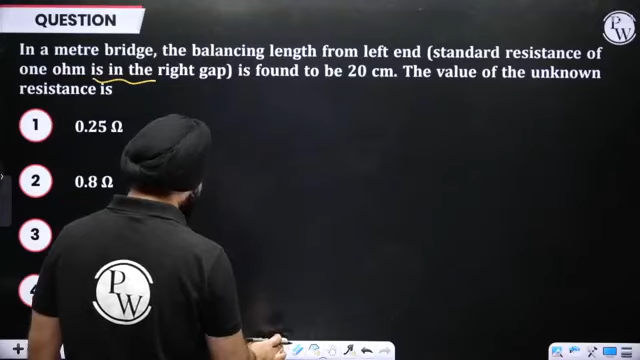 QUESTION
In a metre bridge, the balancing length from left end (standard resistance of
one ohm is in the right gap) is found to be 20 cm. The value of the unknown
resistance is
1 0.25 Ω
2 0.8 Ω
3
4
P
W
P
W